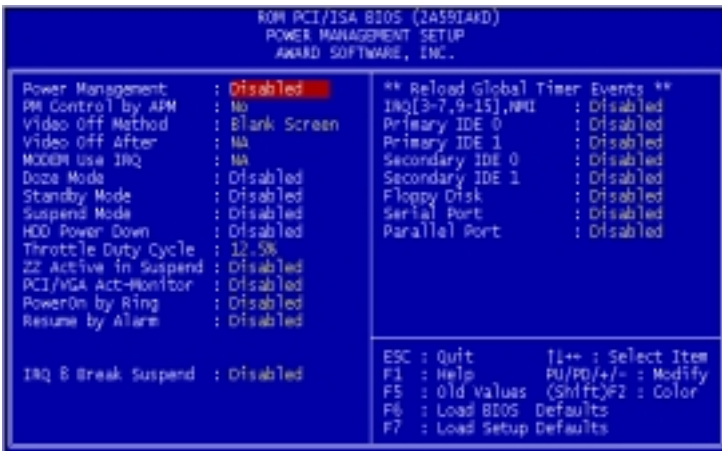 ROM PCI/ISA BIOS (2A59IAKD)
POWER MANAGEMENT SETUP
AWARD SOFTWARE, INC.
Power Management : Disabled
PM Control by APM : No
Video Off Method : Blank Screen
Video Off After : NA
MODEM Use IRQ : NA
Doze Mode : Disabled
Standby Mode : Disabled
Suspend Mode : Disabled
HDD Power Down : Disabled
Throttle Duty Cycle : 12.5%
ZZ Active in Suspend : Disabled
PCI/VGA Act-Monitor : Disabled
PowerOn by Ring : Disabled
Resume by Alarm : Disabled
IRQ 8 Break Suspend : Disabled
** Reload Global Timer Events **
IRQ[3-7,9-15],NMI : Disabled
Primary IDE 0 : Disabled
Primary IDE 1 : Disabled
Secondary IDE 0 : Disabled
Secondary IDE 1 : Disabled
Floppy Disk : Disabled
Serial Port : Disabled
Parallel Port : Disabled
ESC : Quit ↑↓→← : Select Item
F1 : Help PU/PD/+/- : Modify
F5 : Old Values (Shift)F2 : Color
F6 : Load BIOS Defaults
F7 : Load Setup Defaults